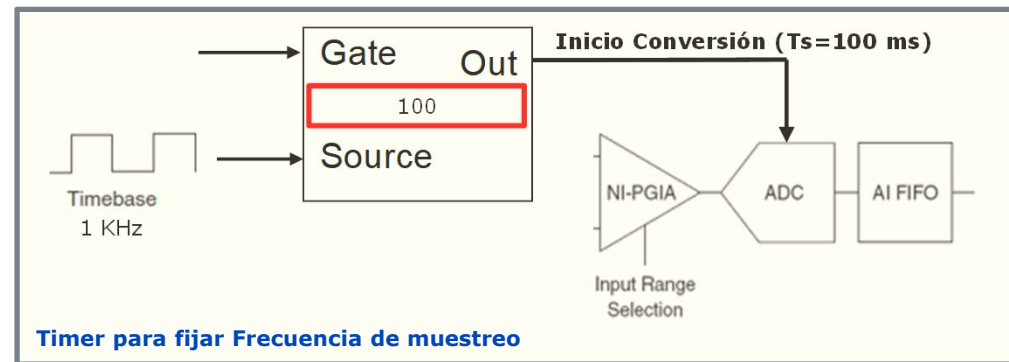 Gate
Out
Inicio Conversión (Ts=100 ms)
100
Source
Timebase
1 KHz
NI-PGIA
ADC
AI FIFO
Input Range
Selection
Timer para fijar Frecuencia de muestreo